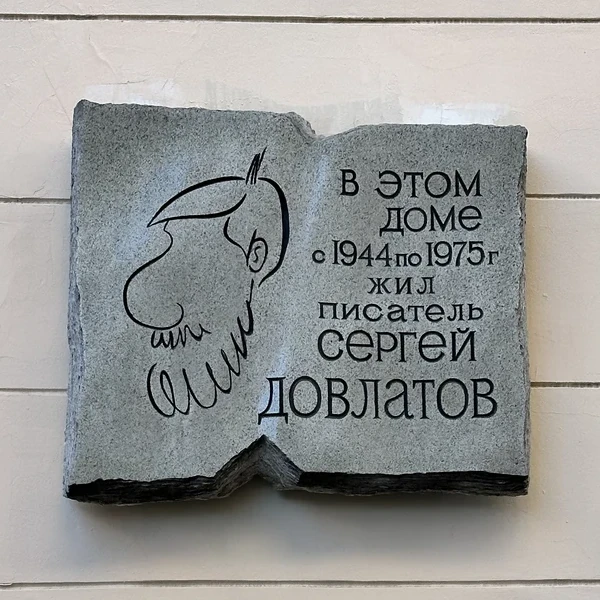 В ЭТОМ
ДОМЕ
с 1944 по 1975 г
жил
писатель
СЕРГЕЙ
ДОВЛАТОВ